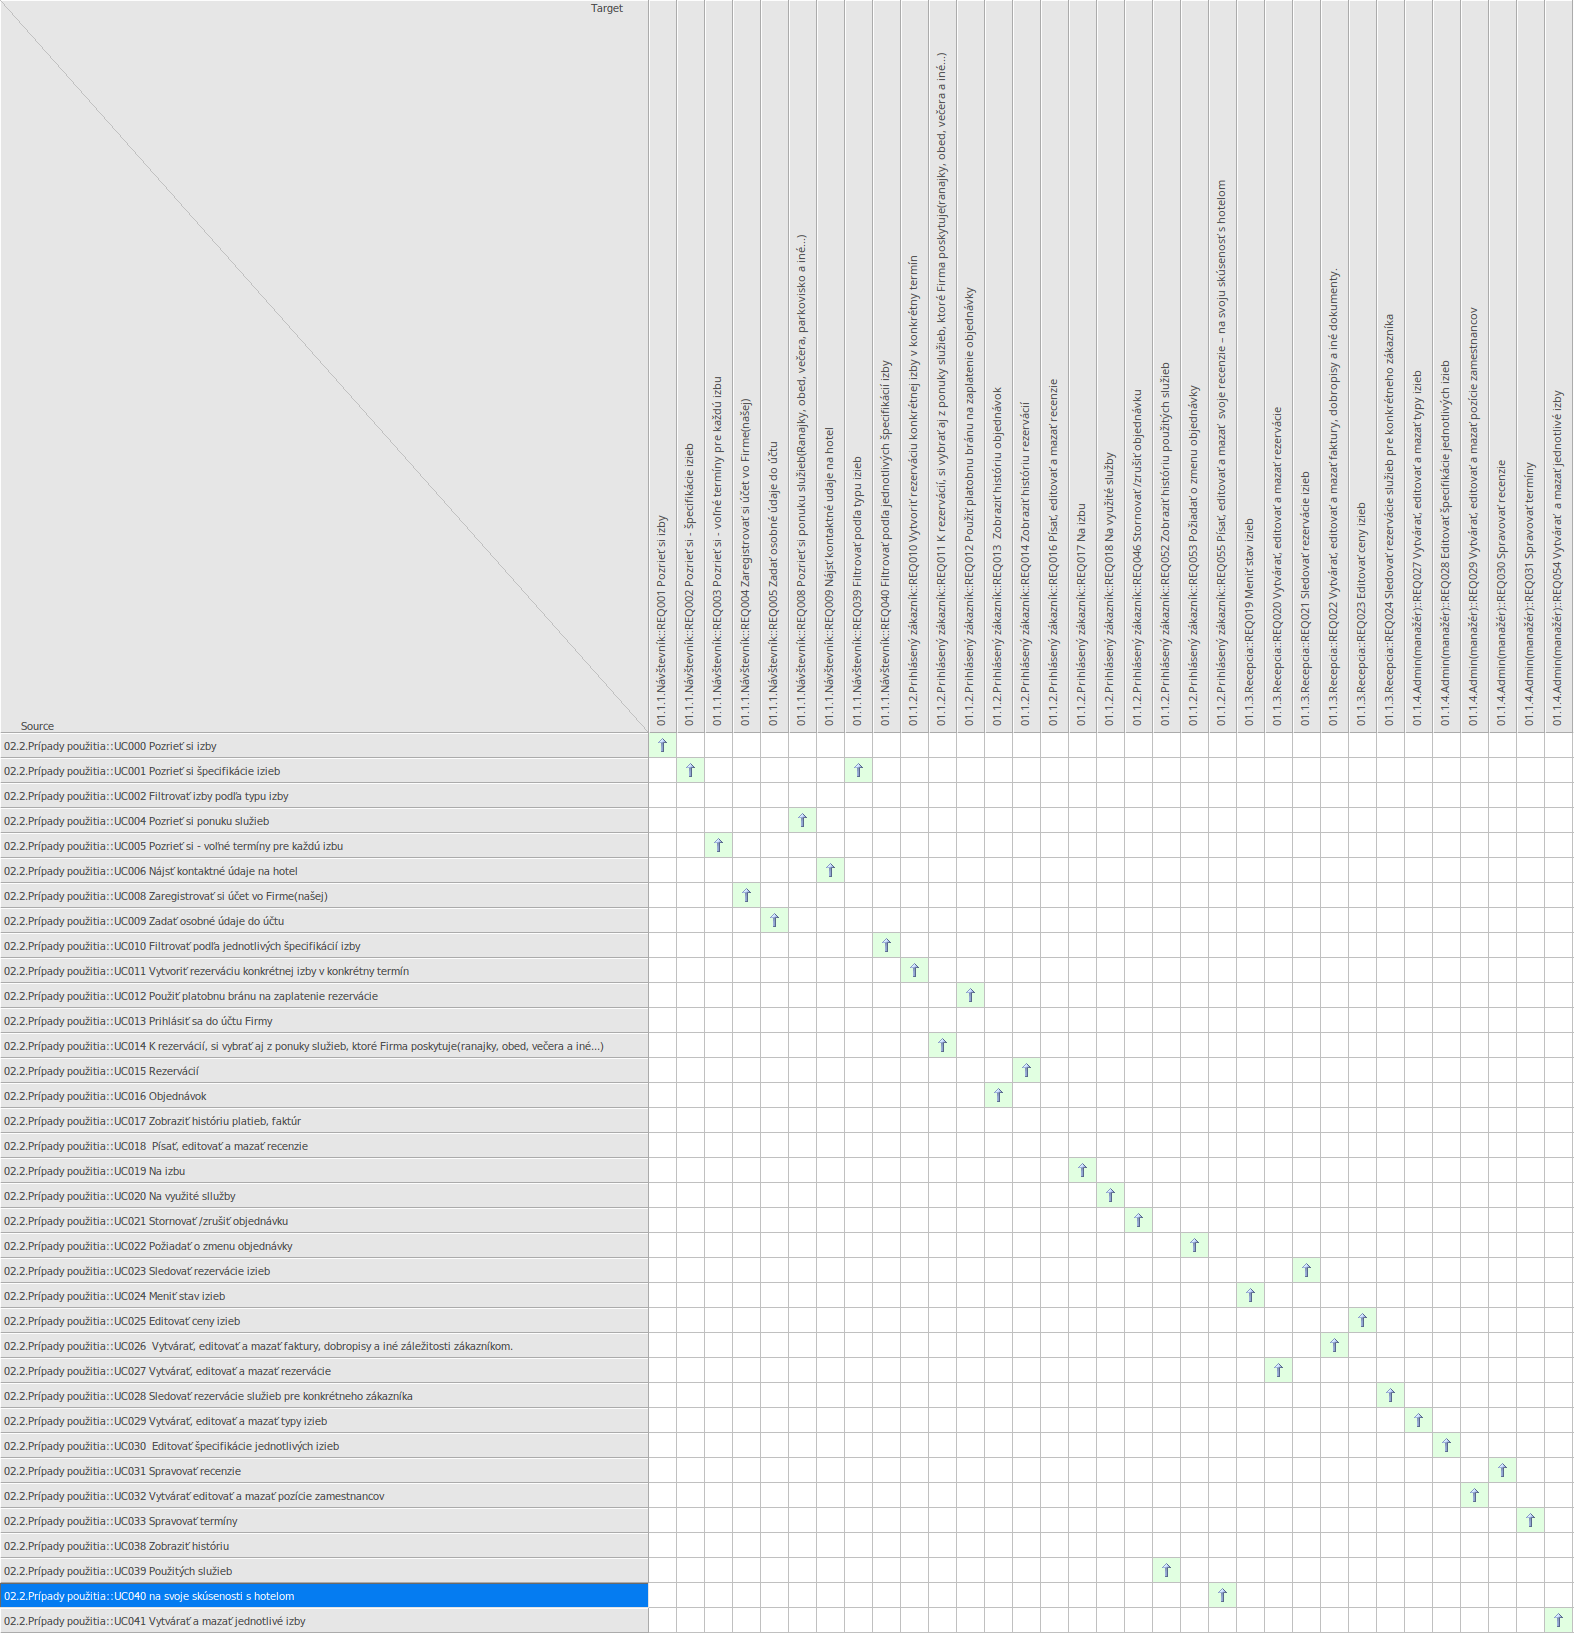 Target
01.1.1.Návštevník::REQ001 Pozrieť si izby
01.1.1.Návštevník::REQ002 Pozrieť si - špecifikácie izieb
01.1.1.Návštevník::REQ003 Pozrieť si - voľné termíny pre každú izbu
01.1.1.Návštevník::REQ004 Zaregistrovať si účet vo Firme(našej)
01.1.1.Návštevník::REQ005 Zadať osobné údaje do účtu
01.1.1.Návštevník::REQ008 Pozrieť si ponuku služieb(Ranajky, obed, večera, parkovisko a iné...)
01.1.1.Návštevník::REQ009 Nájsť kontaktné udaje na hotel
01.1.1.Návštevník::REQ039 Filtrovať podľa typu izieb
01.1.1.Návštevník::REQ040 Filtrovať podľa jednotlivých špecifikácií izby
01.1.2.Prihlásený zákazník::REQ010 Vytvoriť rezerváciu konkrétnej izby v konkrétny termín
01.1.2.Prihlásený zákazník::REQ011 K rezervácií, si vybrať aj z ponuky služieb, ktoré Firma poskytuje(ranajky, obed, večera a iné...)
01.1.2.Prihlásený zákazník::REQ012 Použiť platobnu bránu na zaplatenie objednávky
01.1.2.Prihlásený zákazník::REQ013  Zobraziť históriu objednávok
01.1.2.Prihlásený zákazník::REQ014 Zobraziť históriu rezervácií
01.1.2.Prihlásený zákazník::REQ016 Písať, editovať a mazať recenzie
01.1.2.Prihlásený zákazník::REQ017 Na izbu
01.1.2.Prihlásený zákazník::REQ018 Na využité služby
01.1.2.Prihlásený zákazník::REQ046 Stornovať /zrušiť objednávku
01.1.2.Prihlásený zákazník::REQ052 Zobraziť históriu použitých služieb
01.1.2.Prihlásený zákazník::REQ053 Požiadať o zmenu objednávky
01.1.2.Prihlásený zákazník::REQ055 Písať, editovať a mazať  svoje recenzie – na svoju skúsenosť s hotelom
01.1.3.Recepcia::REQ019 Meniť stav izieb
01.1.3.Recepcia::REQ020 Vytvárať, editovať a mazať rezervácie
01.1.3.Recepcia::REQ021 Sledovať rezervácie izieb
01.1.3.Recepcia::REQ022 Vytvárať, editovať a mazať faktury, dobropisy a iné dokumenty.
01.1.3.Recepcia::REQ023 Editovať ceny izieb
01.1.3.Recepcia::REQ024 Sledovať rezervácie služieb pre konkrétneho zákazníka
01.1.4.Admin(manažér)::REQ027 Vytvárať, editovať a mazať typy izieb
01.1.4.Admin(manažér)::REQ028 Editovať špecifikácie jednotlivých izieb
01.1.4.Admin(manažér)::REQ029 Vytvárať, editovať a mazať pozície zamestnancov
01.1.4.Admin(manažér)::REQ030 Spravovať recenzie
01.1.4.Admin(manažér)::REQ031 Spravovať termíny
01.1.4.Admin(manažér)::REQ054 Vytvárať  a mazať jednotlivé izby
Source
02.2.Prípady použitia::UC000 Pozrieť si izby
02.2.Prípady použitia::UC001 Pozrieť si špecifikácie izieb
02.2.Prípady použitia::UC002 Filtrovať izby podľa typu izby
02.2.Prípady použitia::UC004 Pozrieť si ponuku služieb
02.2.Prípady použitia::UC005 Pozrieť si - voľné termíny pre každú izbu
02.2.Prípady použitia::UC006 Nájsť kontaktné údaje na hotel
02.2.Prípady použitia::UC008 Zaregistrovať si účet vo Firme(našej)
02.2.Prípady použitia::UC009 Zadať osobné údaje do účtu
02.2.Prípady použitia::UC010 Filtrovať podľa jednotlivých špecifikácií izby
02.2.Prípady použitia::UC011 Vytvoriť rezerváciu konkrétnej izby v konkrétny termín
02.2.Prípady použitia::UC012 Použiť platobnu bránu na zaplatenie rezervácie
02.2.Prípady použitia::UC013 Prihlásiť sa do účtu Firmy
02.2.Prípady použitia::UC014 K rezervácií, si vybrať aj z ponuky služieb, ktoré Firma poskytuje(ranajky, obed, večera a iné...)
02.2.Prípady použitia::UC015 Rezervácií
02.2.Prípady použitia::UC016 Objednávok
02.2.Prípady použitia::UC017 Zobraziť históriu platieb, faktúr
02.2.Prípady použitia::UC018  Písať, editovať a mazať recenzie
02.2.Prípady použitia::UC019 Na izbu
02.2.Prípady použitia::UC020 Na využité sllužby
02.2.Prípady použitia::UC021 Stornovať /zrušiť objednávku
02.2.Prípady použitia::UC022 Požiadať o zmenu objednávky
02.2.Prípady použitia::UC023 Sledovať rezervácie izieb
02.2.Prípady použitia::UC024 Meniť stav izieb
02.2.Prípady použitia::UC025 Editovať ceny izieb
02.2.Prípady použitia::UC026  Vytvárať, editovať a mazať faktury, dobropisy a iné záležitosti zákazníkom.
02.2.Prípady použitia::UC027 Vytvárať, editovať a mazať rezervácie
02.2.Prípady použitia::UC028 Sledovať rezervácie služieb pre konkrétneho zákazníka
02.2.Prípady použitia::UC029 Vytvárať, editovať a mazať typy izieb
02.2.Prípady použitia::UC030  Editovať špecifikácie jednotlivých izieb
02.2.Prípady použitia::UC031 Spravovať recenzie
02.2.Prípady použitia::UC032 Vytvárať editovať a mazať pozície zamestnancov
02.2.Prípady použitia::UC033 Spravovať termíny
02.2.Prípady použitia::UC038 Zobraziť históriu
02.2.Prípady použitia::UC039 Použitých služieb
02.2.Prípady použitia::UC040 na svoje skúsenosti s hotelom
02.2.Prípady použitia::UC041 Vytvárať a mazať jednotlivé izby